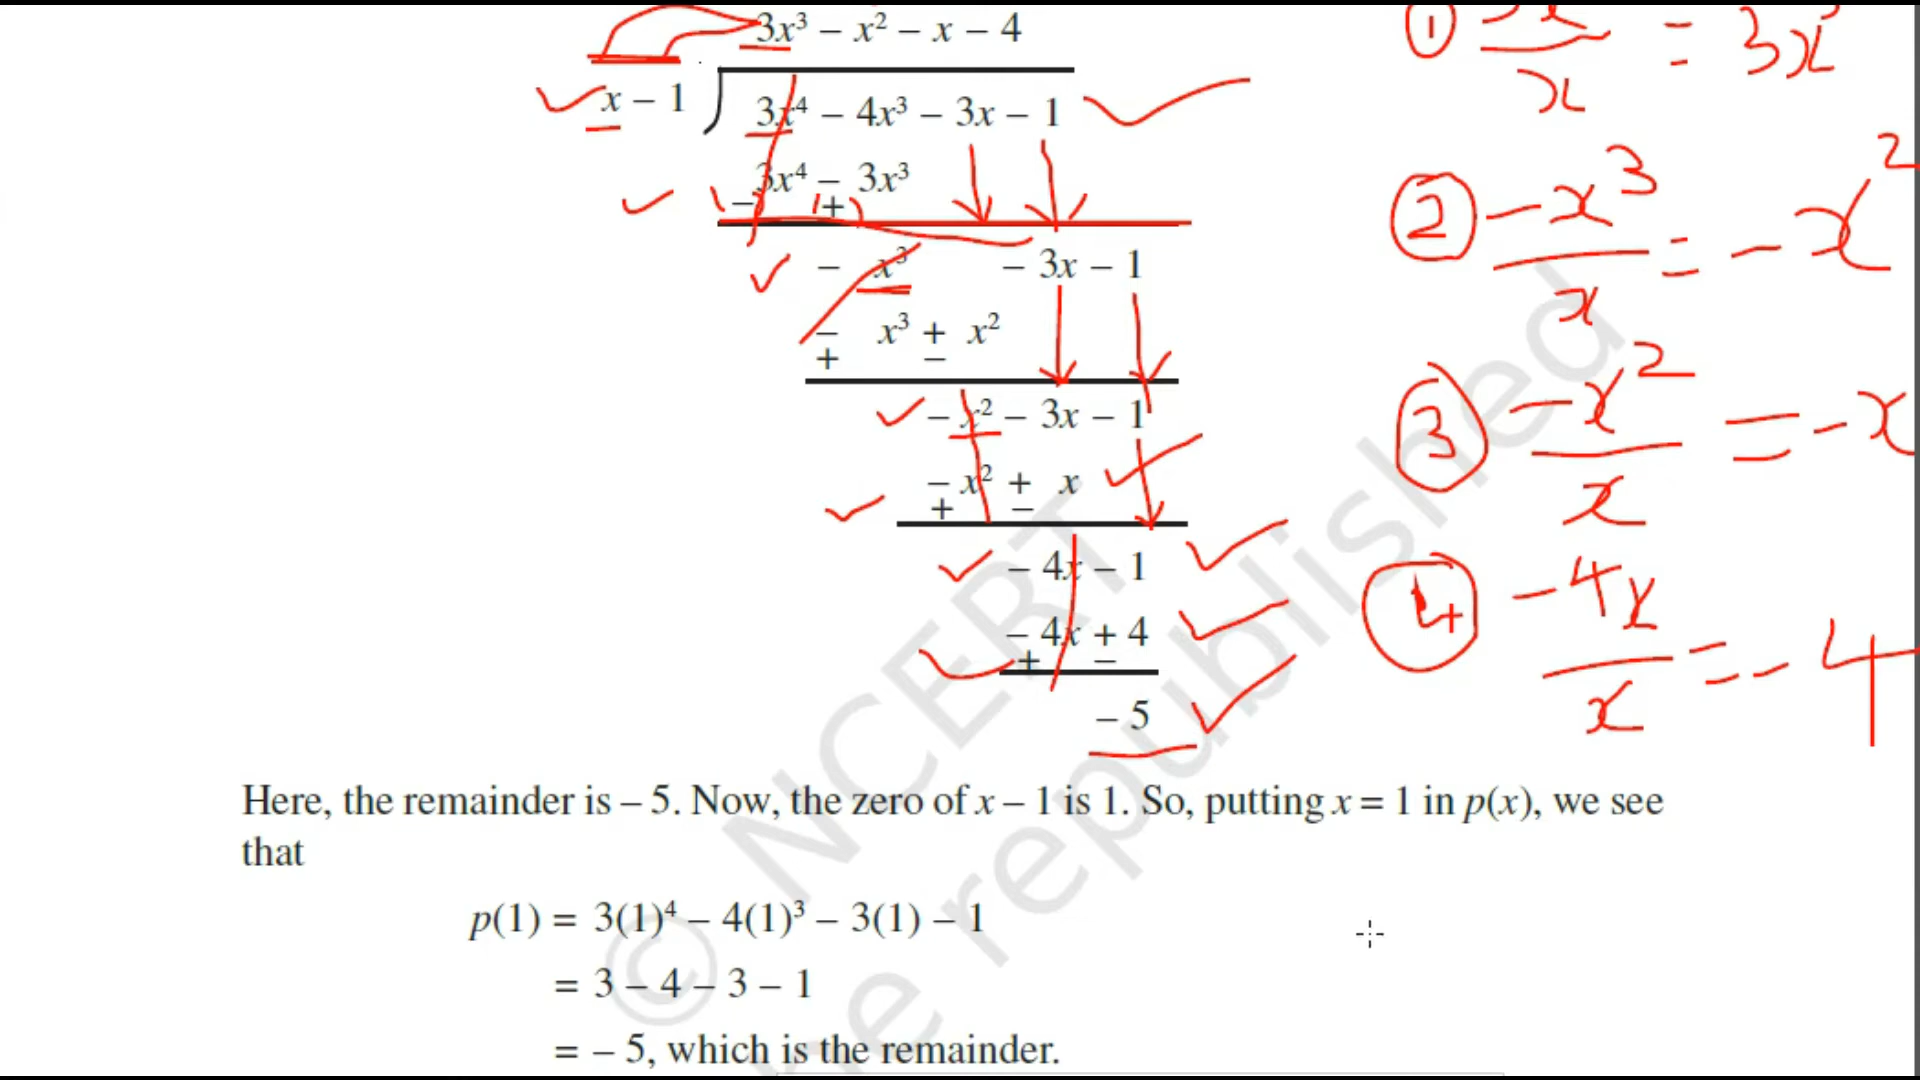 3x³ – x² – x – 4
x – 1 3x⁴ – 4x³ – 3x – 1
3x⁴ – 3x³
– +
– x³ – 3x – 1
– x³ + x²
+ –
– x² – 3x – 1
– x² + x
+ –
– 4x – 1
– 4x + 4
+ –
– 5
① x = 3x³
② –x³/x = –x²
③ –x²/x = –x
④ –4x/x = –4
Here, the remainder is – 5. Now, the zero of x – 1 is 1. So, putting x = 1 in p(x), we see
that
p(1) = 3(1)⁴ – 4(1)³ – 3(1) – 1
= 3 – 4 – 3 – 1
= – 5, which is the remainder.
© NCERT
be republished